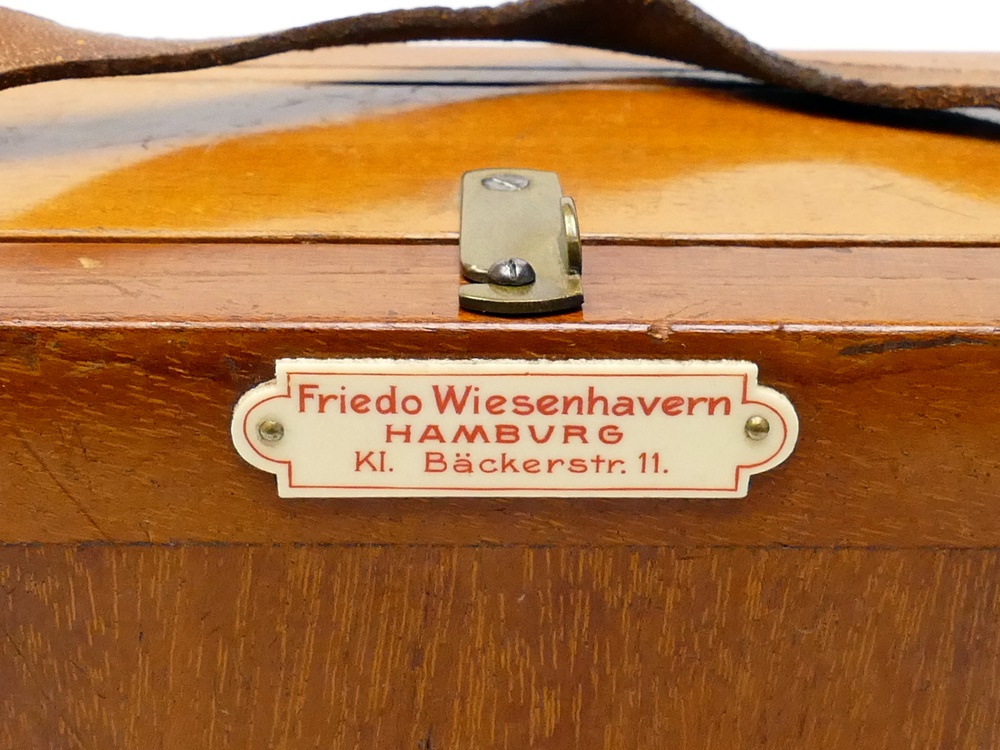 Friedo Wiesenhavern
HAMBVRG
Kl. Bäckerstr. 11.